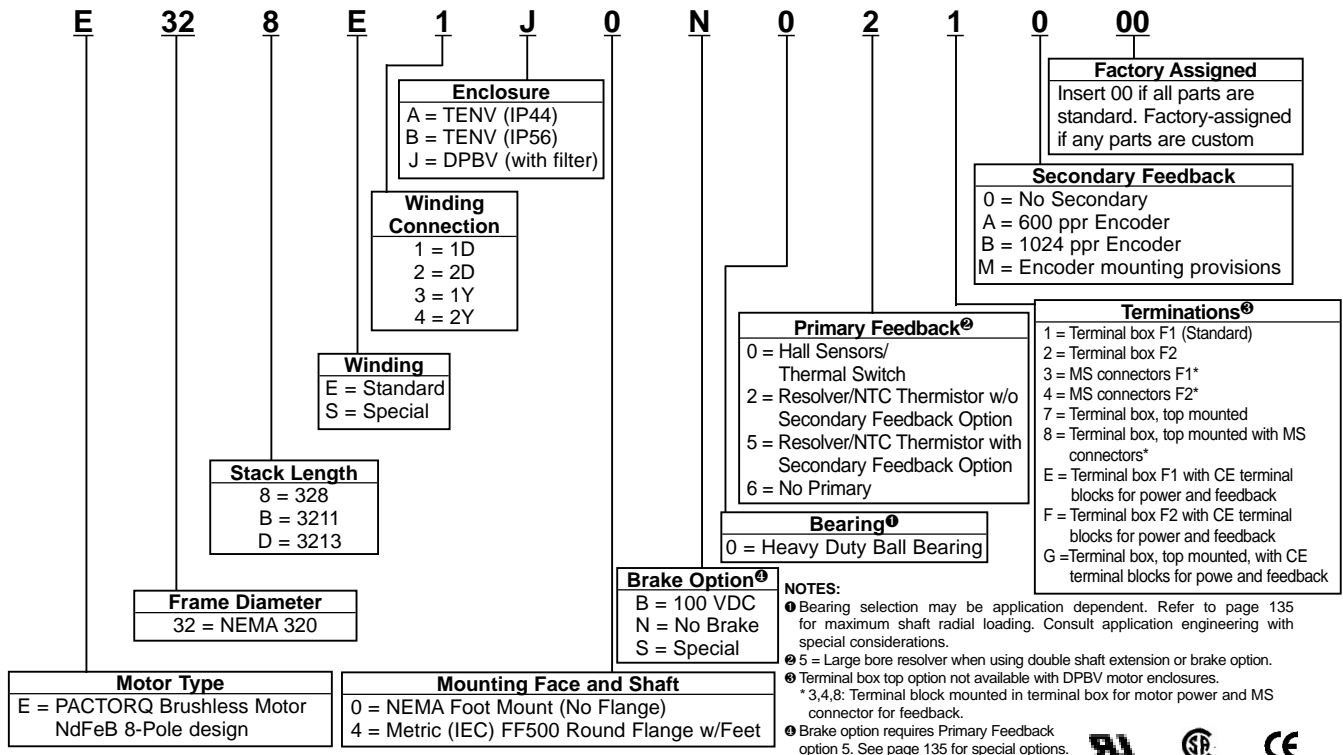 E 32 8 E 1 J 0 N 0 2 1 0 00
Factory Assigned
Insert 00 if all parts are
standard. Factory-assigned
if any parts are custom
Enclosure
A = TENV (IP44)
B = TENV (IP56)
J = DPBV (with filter)
Secondary Feedback
0 = No Secondary
A = 600 ppr Encoder
B = 1024 ppr Encoder
M = Encoder mounting provisions
Winding
Connection
1 = 1D
2 = 2D
3 = 1Y
4 = 2Y
Terminations❸
1 = Terminal box F1 (Standard)
2 = Terminal box F2
3 = MS connectors F1*
4 = MS connectors F2*
7 = Terminal box, top mounted
8 = Terminal box, top mounted with MS
connectors*
E = Terminal box F1 with CE terminal
blocks for power and feedback
F = Terminal box F2 with CE terminal
blocks for power and feedback
G =Terminal box, top mounted, with CE
terminal blocks for powe and feedback
Primary Feedback❷
0 = Hall Sensors/
Thermal Switch
2 = Resolver/NTC Thermistor w/o
Secondary Feedback Option
5 = Resolver/NTC Thermistor with
Secondary Feedback Option
6 = No Primary
Winding
E = Standard
S = Special
Stack Length
8 = 328
B = 3211
D = 3213
Bearing❶
0 = Heavy Duty Ball Bearing
Brake Option❹
B = 100 VDC
N = No Brake
S = Special
Frame Diameter
32 = NEMA 320
Motor Type
E = PACTORQ Brushless Motor
NdFeB 8-Pole design
Mounting Face and Shaft
0 = NEMA Foot Mount (No Flange)
4 = Metric (IEC) FF500 Round Flange w/Feet
NOTES:
❶ Bearing selection may be application dependent. Refer to page 135
for maximum shaft radial loading. Consult application engineering with
special considerations.
❷ 5 = Large bore resolver when using double shaft extension or brake option.
❸ Terminal box top option not available with DPBV motor enclosures.
* 3,4,8: Terminal block mounted in terminal box for motor power and MS
connector for feedback.
❹ Brake option requires Primary Feedback
option 5. See page 135 for special options.